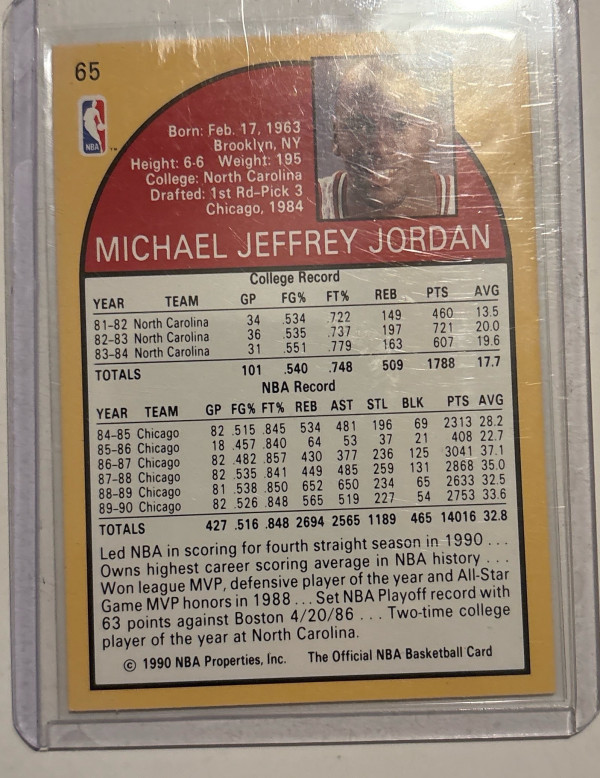 65
NBA
Born: Feb. 17, 1963
Brooklyn, NY
Height: 6-6 Weight: 195
College: North Carolina
Drafted: 1st Rd-Pick 3
Chicago, 1984
MICHAEL JEFFREY JORDAN
College Record
YEAR TEAM GP FG% FT% REB PTS AVG
81-82 North Carolina 34 .534 .722 149 460 13.5
82-83 North Carolina 36 .535 .737 197 721 20.0
83-84 North Carolina 31 .551 .779 163 607 19.6
TOTALS 101 .540 .748 509 1788 17.7
NBA Record
YEAR TEAM GP FG% FT% REB AST STL BLK PTS AVG
84-85 Chicago 82 .515 .845 534 481 196 69 2313 28.2
85-86 Chicago 18 .457 .840 64 53 37 21 408 22.7
86-87 Chicago 82 .482 .857 430 377 236 125 3041 37.1
87-88 Chicago 82 .535 .841 449 485 259 131 2868 35.0
88-89 Chicago 81 .538 .850 652 650 234 65 2633 32.5
89-90 Chicago 82 .526 .848 565 519 227 54 2753 33.6
TOTALS 427 .516 .848 2694 2565 1189 465 14016 32.8
Led NBA in scoring for fourth straight season in 1990 ...
Owns highest career scoring average in NBA history ...
Won league MVP, defensive player of the year and All-Star
Game MVP honors in 1988 ... Set NBA Playoff record with
63 points against Boston 4/20/86 ... Two-time college
player of the year at North Carolina.
© 1990 NBA Properties, Inc. The Official NBA Basketball Card